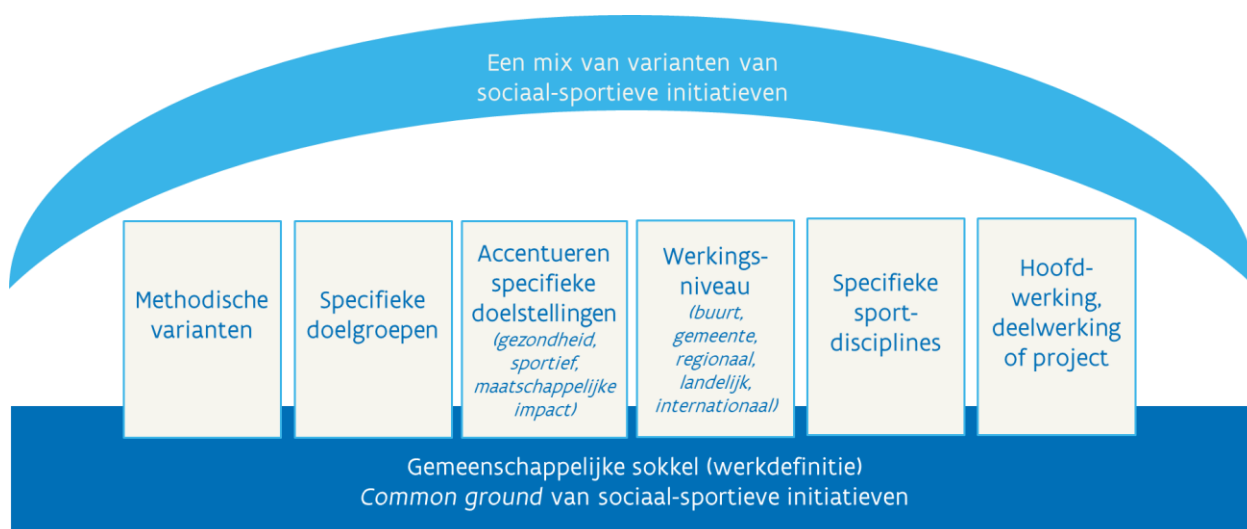 Een mix van varianten van
sociaal-sportieve initiatieven
Methodische
varianten
Specifieke
doelgroepen
Accentueren
specifieke
doelstellingen
(gezondheid,
sportief,
maatschappelijke
impact)
Werkings-
niveau
(buurt,
gemeente,
regionaal,
landelijk,
internationaal)
Specifieke
sport-
disciplines
Hoofd-
werking,
deelwerking
of project
Gemeenschappelijke sokkel (werkdefinitie)
Common ground van sociaal-sportieve initiatieven